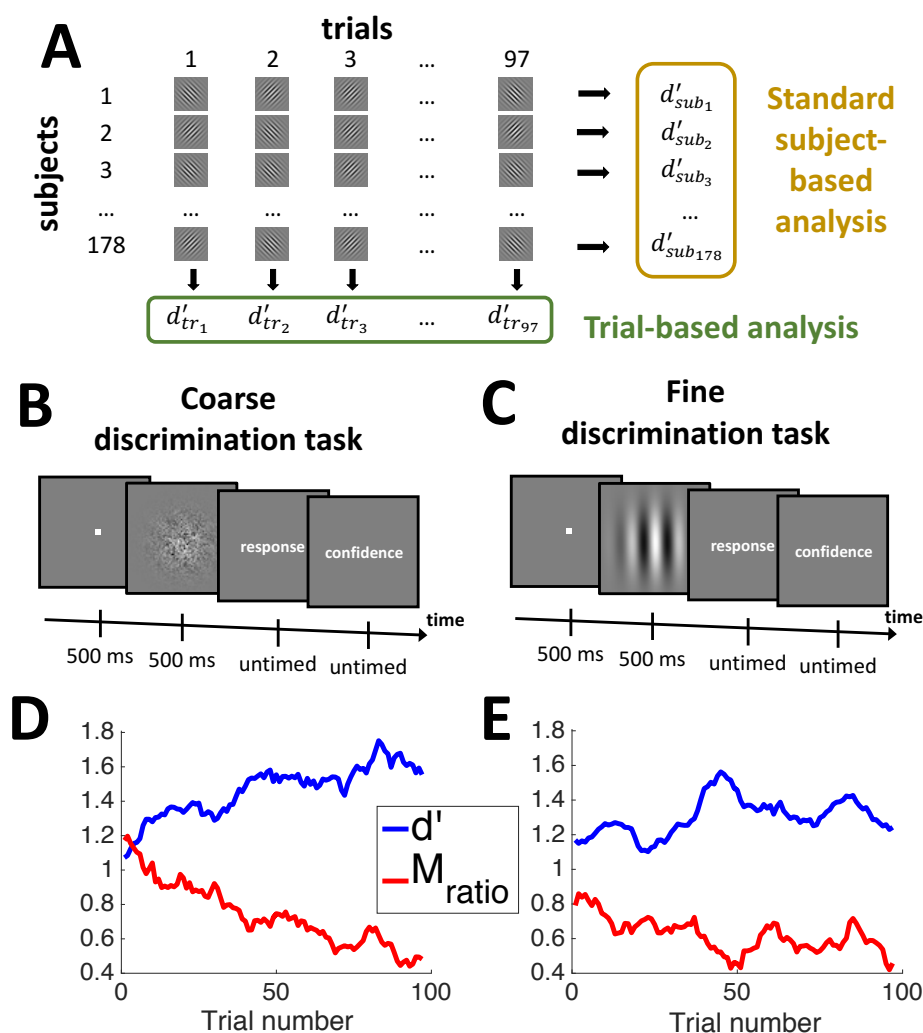 A
trials
1 2 3 ... 97
subjects
1
2
3
...
178
... 
...
...
... ... ... ...
...
d′sub1
d′sub2
d′sub3
...
d′sub178
Standard
subject-
based
analysis
d′tr1 d′tr2 d′tr3 ... d′tr97
Trial-based analysis
B
Coarse
discrimination task
response
confidence
time
500 ms
500 ms
untimed
untimed
C
Fine
discrimination task
response
confidence
time
500 ms
500 ms
untimed
untimed
D
1.8
1.6
1.4
1.2
1
0.8
0.6
0.4
0 50 100
Trial number
d'
Mratio
E
1.8
1.6
1.4
1.2
1
0.8
0.6
0.4
0 50 100
Trial number